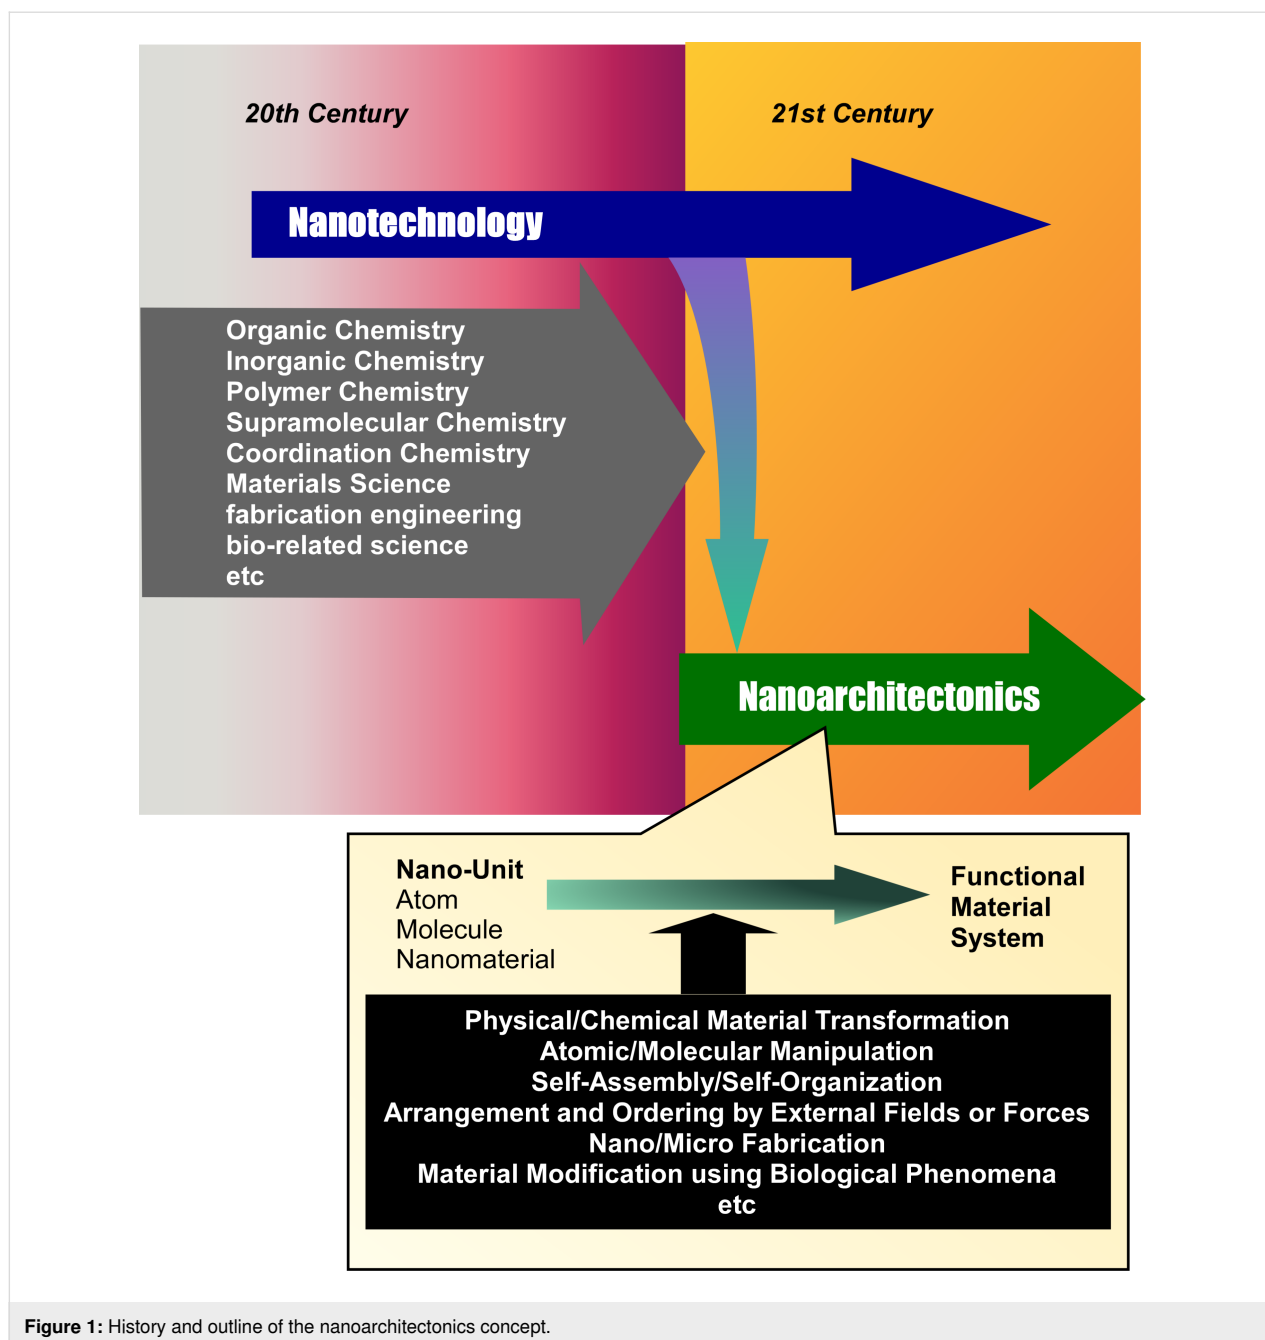 20th Century
21st Century
Nanotechnology
Organic Chemistry
Inorganic Chemistry
Polymer Chemistry
Supramolecular Chemistry
Coordination Chemistry
Materials Science
fabrication engineering
bio-related science
etc
Nanoarchitectonics
Nano-Unit
Atom
Molecule
Nanomaterial
Functional
Material
System
Physical/Chemical Material Transformation
Atomic/Molecular Manipulation
Self-Assembly/Self-Organization
Arrangement and Ordering by External Fields or Forces
Nano/Micro Fabrication
Material Modification using Biological Phenomena
etc
Figure 1: History and outline of the nanoarchitectonics concept.